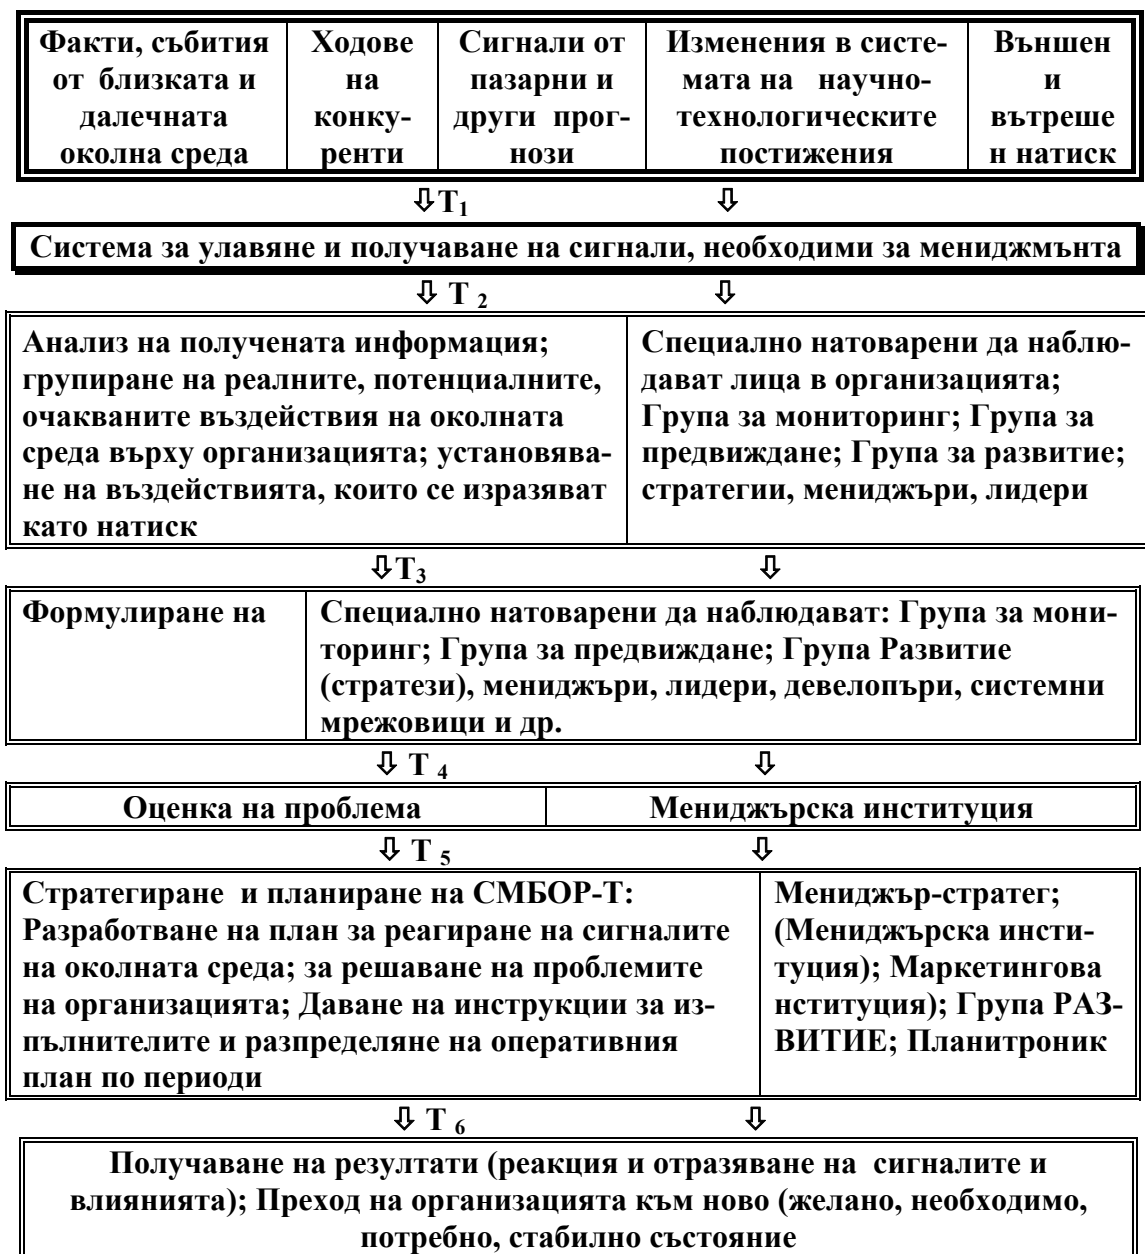 Факти, събития
от близката и
далечната
околна среда
Ходове
на
конку-
ренти
Сигнали от
пазарни и
други прог-
нози
Изменения в систе-
мата на научно-
технологическите
постижения
Външен
и
вътреше
н натиск
⇩T₁ ⇩
Система за улавяне и получаване на сигнали, необходими за мениджмънта
⇩ T ₂ ⇩
Анализ на получената информация;
групиране на реалните, потенциалните,
очакваните въздействия на околната
среда върху организацията; установява-
не на въздействията, които се изразяват
като натиск
Специално натоварени да наблю-
дават лица в организацията;
Група за мониторинг; Група за
предвиждане; Група за развитие;
стратегии, мениджъри, лидери
⇩T₃ ⇩
Формулиране на
Специално натоварени да наблюдават: Група за мони-
торинг; Група за предвиждане; Група Развитие
(стратези), мениджъри, лидери, девелопъри, системни
мрежовици и др.
⇩ T ₄ ⇩
Оценка на проблема
Мениджърска институция
⇩ T ₅ ⇩
Стратегиране и планиране на СМБОР-Т:
Разработване на план за реагиране на сигналите
на околната среда; за решаване на проблемите
на организацията; Даване на инструкции за из-
пълнителите и разпределяне на оперативния
план по периоди
Мениджър-стратег;
(Мениджърска инсти-
туция); Маркетингова
нституция); Група РАЗ-
ВИТИЕ; Планитроник
⇩ T ₆ ⇩
Получаване на резултати (реакция и отразяване на сигналите и
влиянията); Преход на организацията към ново (желано, необходимо,
потребно, стабилно състояние